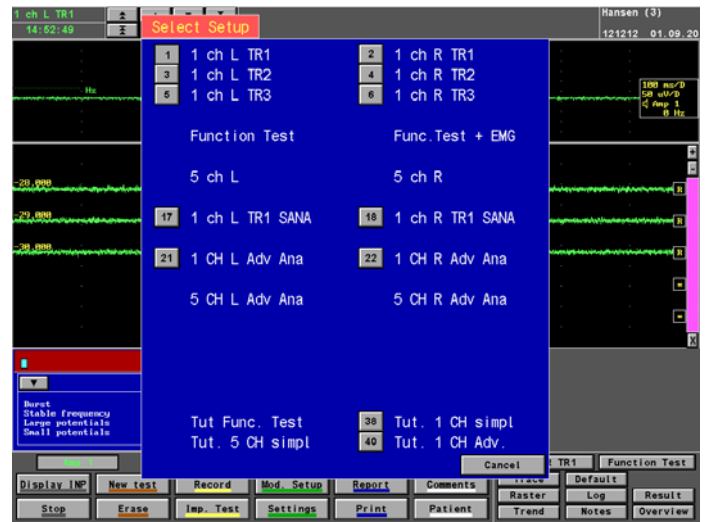 1 ch L TR1
14:52:49
Hansen (3)
121212 01.09.20
Select Setup
1 1 ch L TR1 2 1 ch R TR1
3 1 ch L TR2 4 1 ch R TR2
5 1 ch L TR3 6 1 ch R TR3
Function Test Func.Test + EMG
5 ch L 5 ch R
17 1 ch L TR1 SANA 18 1 ch R TR1 SANA
21 1 CH L Adv Ana 22 1 CH R Adv Ana
5 CH L Adv Ana 5 CH R Adv Ana
Tut Func. Test 38 Tut. 1 CH simpl
Tut. 5 CH simpl 40 Tut. 1 CH Adv.
Cancel
Hz
100 ms/D
50 uV/D
Amp 1
0 Hz
+
-
-28,000 R
-29,000 R
-30,000 R
X
Burst
Stable frequency
Large potentials
Small potentials
TR1 Function Test
Display INP New test Record Mod. Setup Report Comments Trace Default
Raster Log Result
Stop Erase Imp. Test Settings Print Patient Trend Notes Overview